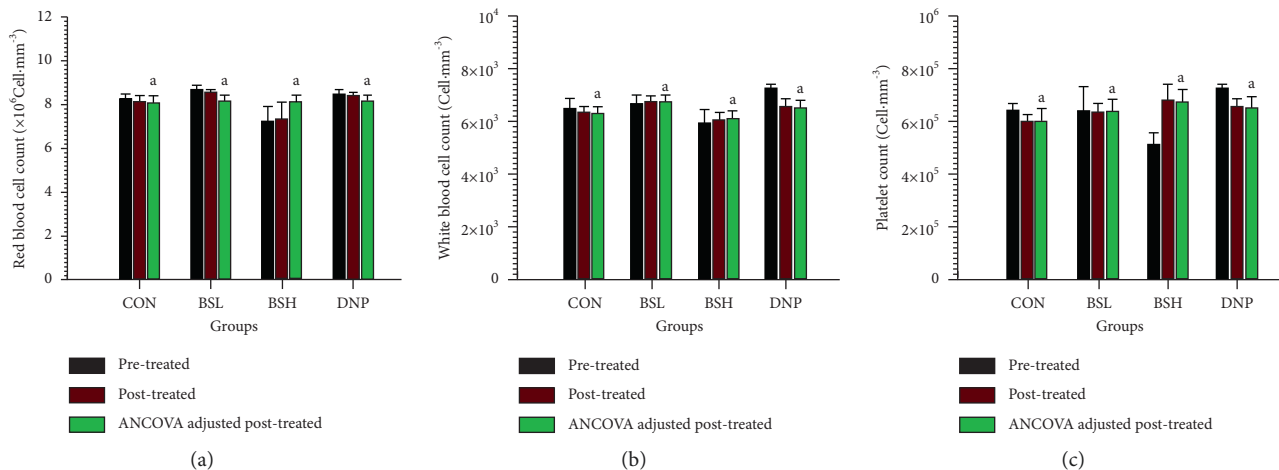 Red blood cell count (×10⁶Cell·mm⁻³)
12
10
8
6
4
2
0
a
a
a
a
CON
BSL
BSH
DNP
Groups
Pre-treated
Post-treated
ANCOVA adjusted post-treated
(a)
White blood cell count (Cell·mm⁻³)
10⁴
8×10³
6×10³
4×10³
2×10³
0
a
a
a
a
CON
BSL
BSH
DNP
Groups
Pre-treated
Post-treated
ANCOVA adjusted post-treated
(b)
Platelet count (Cell·mm⁻³)
10⁶
8×10⁵
6×10⁵
4×10⁵
2×10⁵
0
a
a
a
a
CON
BSL
BSH
DNP
Groups
Pre-treated
Post-treated
ANCOVA adjusted post-treated
(c)